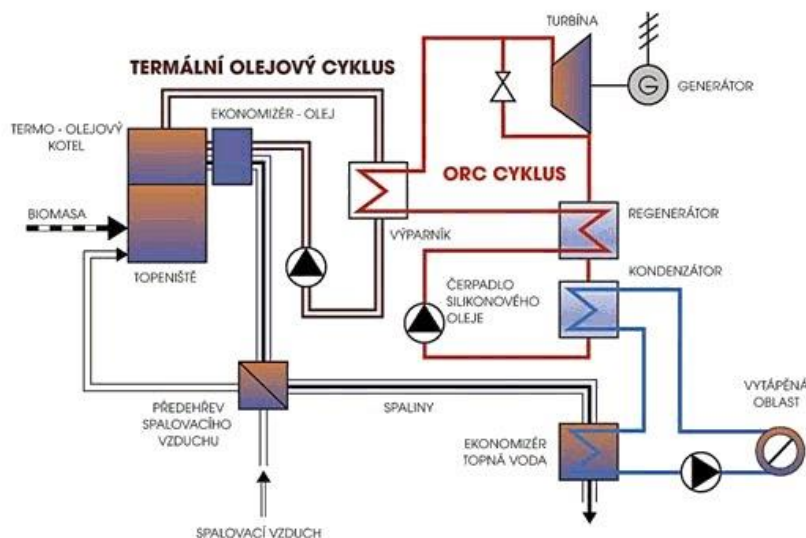 TURBÍNA
TERMÁLNÍ OLEJOVÝ CYKLUS
EKONOMIZÉR - OLEJ
G
GENERÁTOR
TERMO - OLEJOVÝ
KOTEL
ORC CYKLUS
BIOMASA
REGENERÁTOR
VÝPARNÍK
TOPENIŠTĚ
KONDENZÁTOR
ČERPADLO
SILIKONOVÉHO
OLEJE
VYTÁPĚNÁ
OBLAST
PŘEDEHŘEV
SPALOVACÍHO
VZDUCHU
SPALINY
EKONOMIZÉR
TOPNÁ VODA
SPALOVACÍ VZDUCH